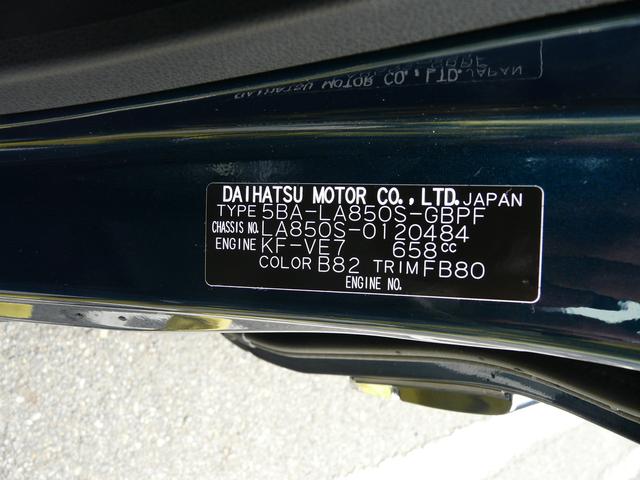 DAIHATSU MOTOR CO., LTD. JAPAN
TYPE 5BA-LA850S-GBPF
CHASSIS NO. LA850S-0120484
ENGINE KF-VE7 658cc
COLOR B82 TRIM FB80
ENGINE NO.